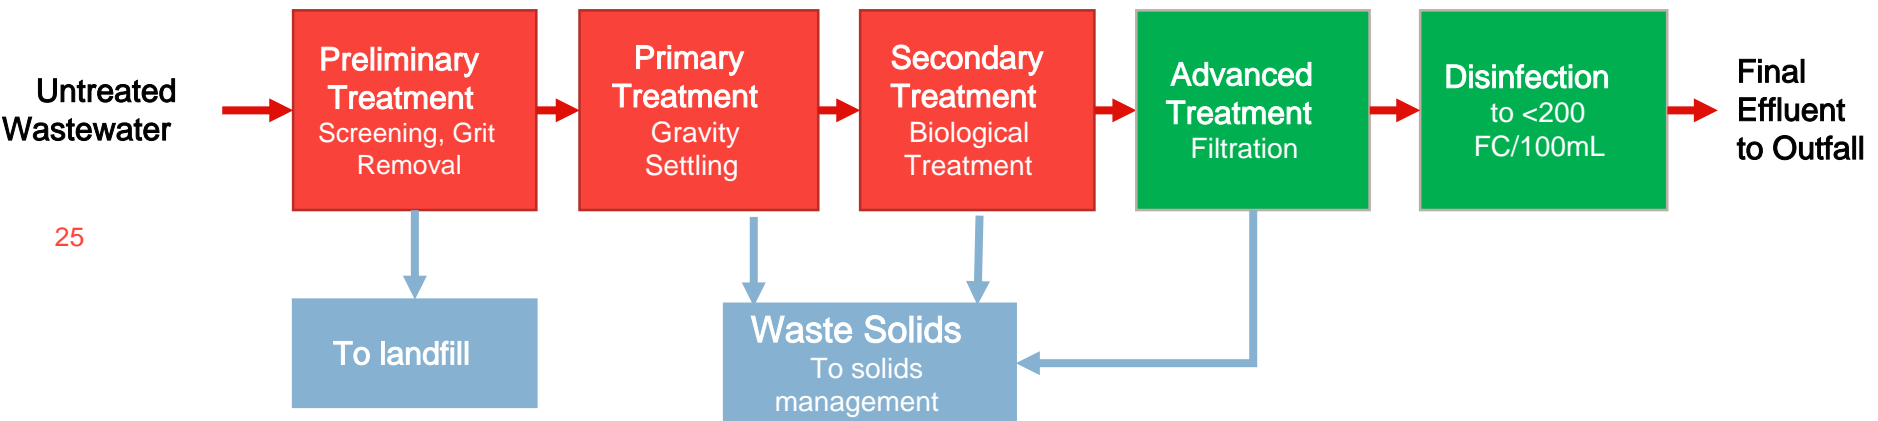 Untreated
Wastewater
Preliminary
Treatment
Screening, Grit
Removal
Primary
Treatment
Gravity
Settling
Secondary
Treatment
Biological
Treatment
Advanced
Treatment
Filtration
Disinfection
to <200
FC/100mL
Final
Effluent
to Outfall
25
To landfill
Waste Solids
To solids
management